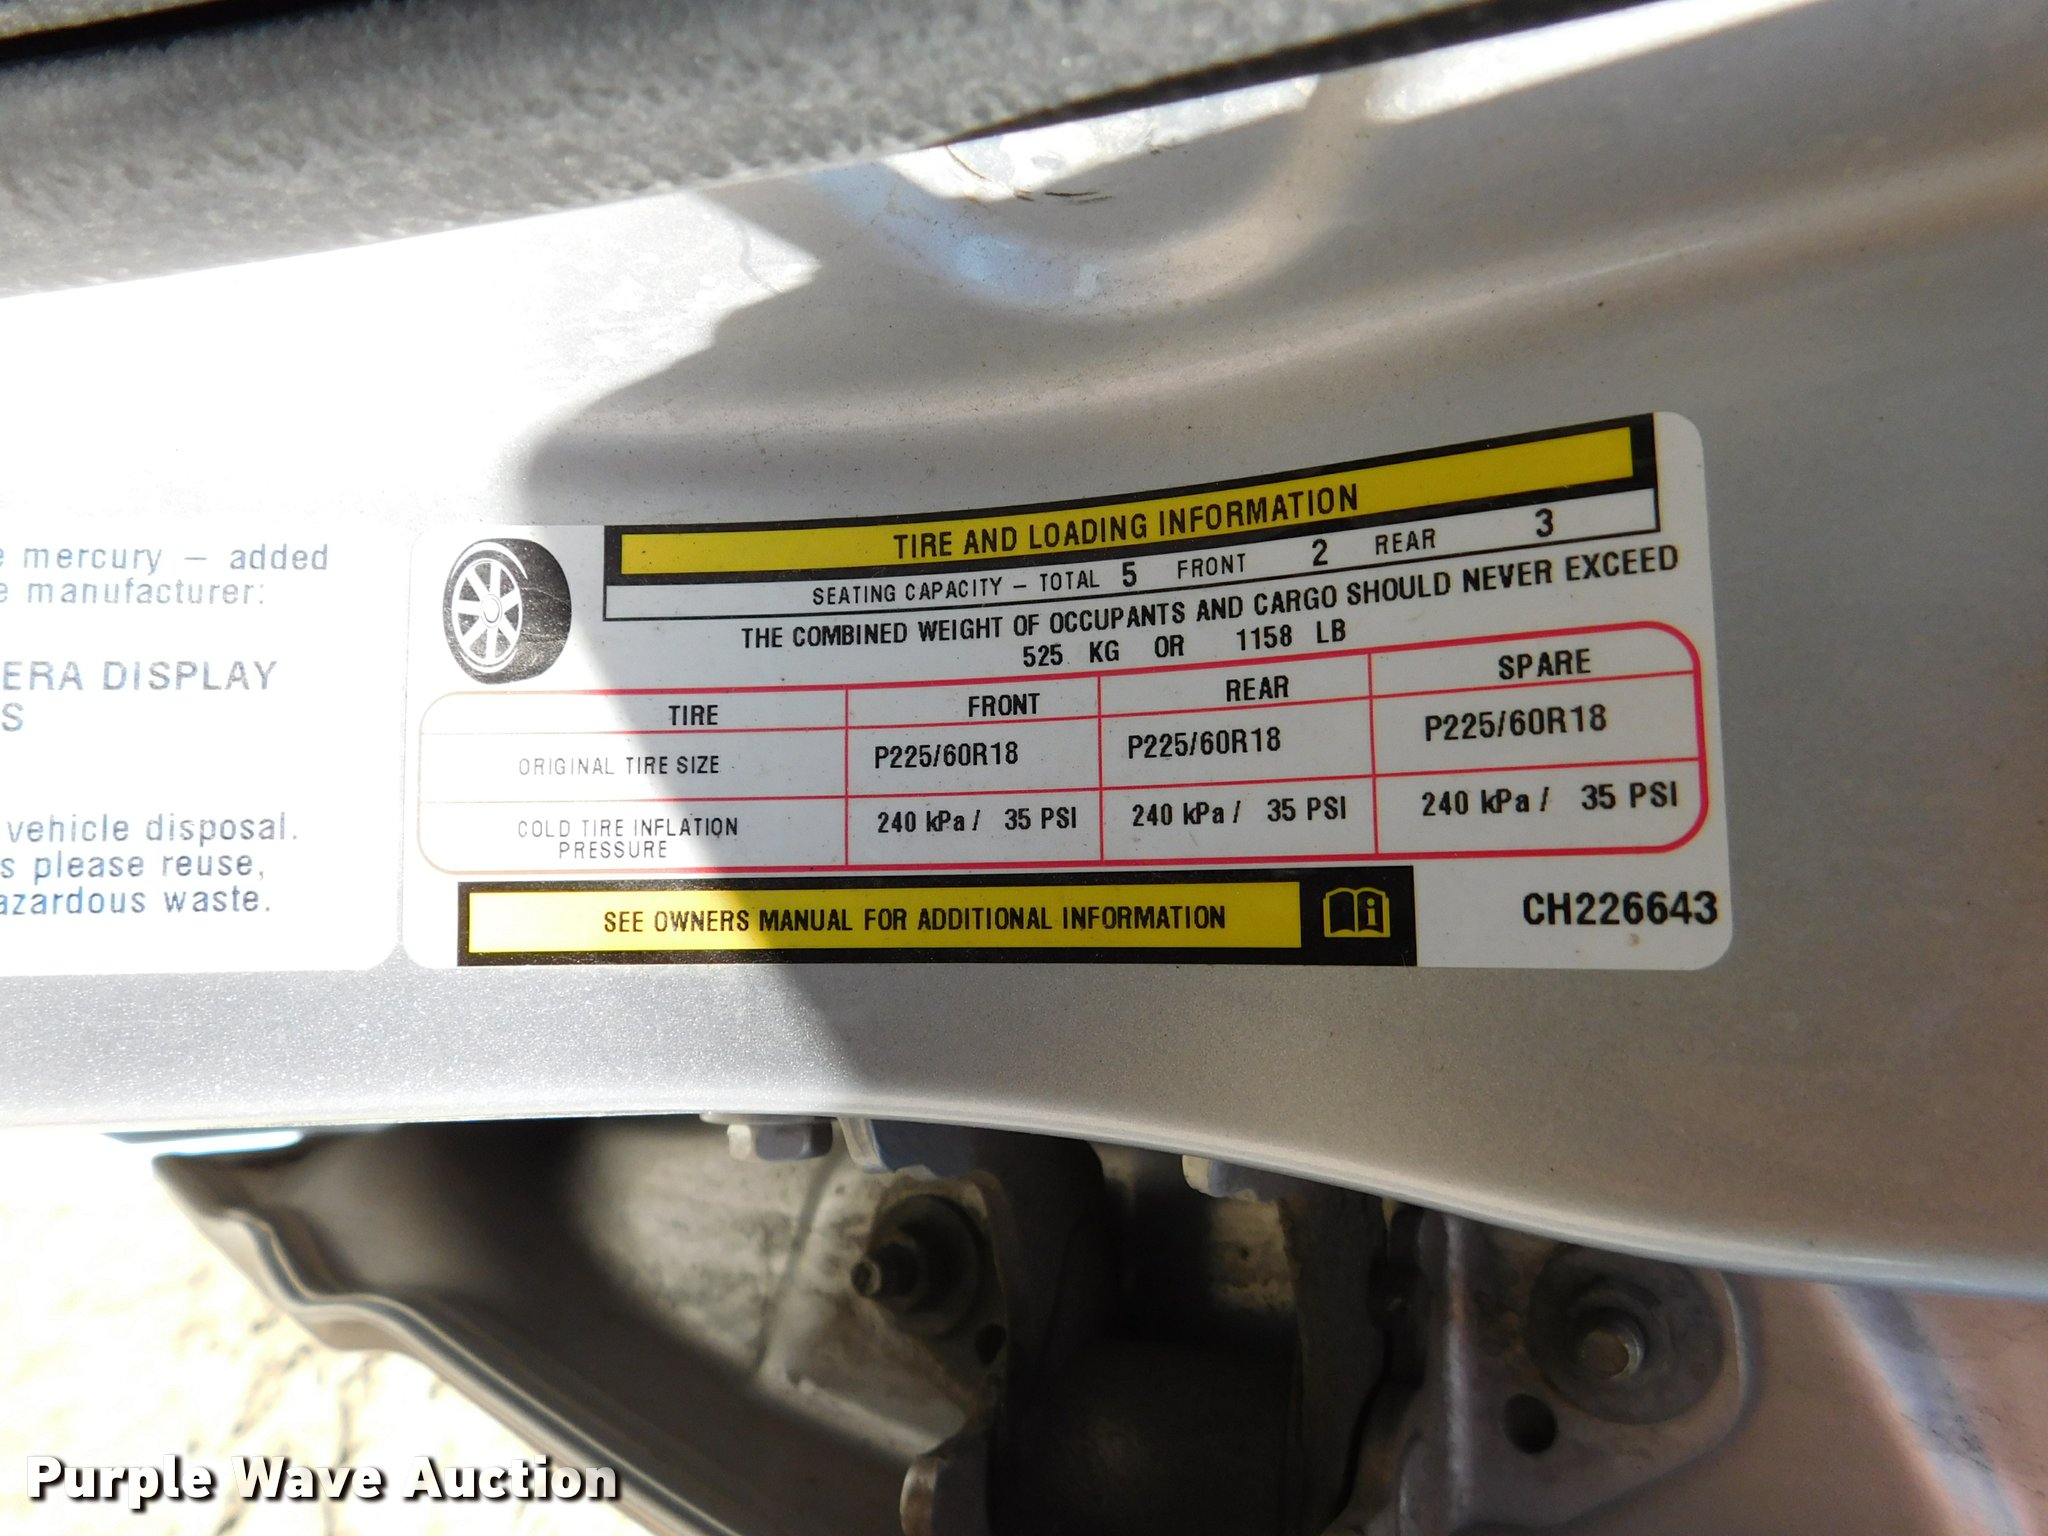 mercury – added
manufacturer:
DISPLAY
vehicle disposal.
please reuse,
waste.
TIRE AND LOADING INFORMATION
SEATING CAPACITY – TOTAL 5 FRONT 2 REAR 3
THE COMBINED WEIGHT OF OCCUPANTS AND CARGO SHOULD NEVER EXCEED
525 KG OR 1158 LB
TIRE FRONT REAR SPARE
ORIGINAL TIRE SIZE P225/60R18 P225/60R18 P225/60R18
COLD TIRE INFLATION PRESSURE 240 kPa / 35 PSI 240 kPa / 35 PSI 240 kPa / 35 PSI
SEE OWNERS MANUAL FOR ADDITIONAL INFORMATION
CH226643
Purple Wave Auction